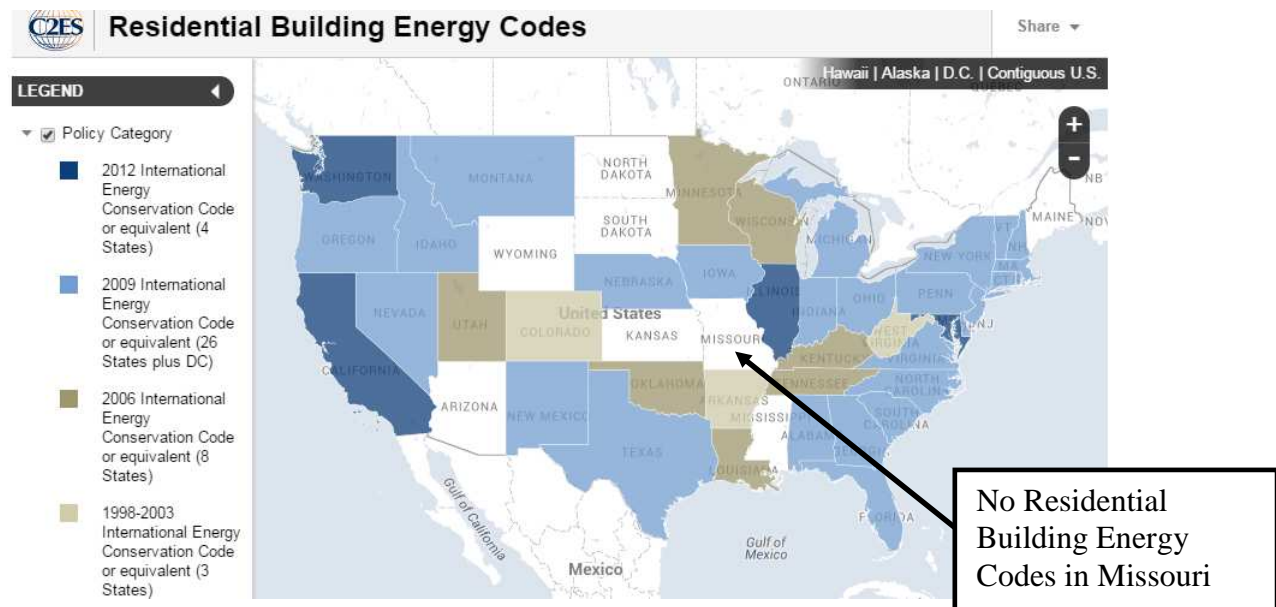 C2ES
Residential Building Energy Codes
Share
LEGEND
Hawaii | Alaska | D.C. | Contiguous U.S.
Policy Category
2012 International
Energy
Conservation Code
or equivalent (4
States)
2009 International
Energy
Conservation Code
or equivalent (26
States plus DC)
2006 International
Energy
Conservation Code
or equivalent (8
States)
1998-2003
International Energy
Conservation Code
or equivalent (3
States)
ONTARIO
QUEBEC
+
-
NB
WASHINGTON
MONTANA
NORTH
DAKOTA
MINNESOTA
MAINE
NOV
OREGON
IDAHO
WYOMING
SOUTH
DAKOTA
WISCONSIN
MICHIGAN
NEW YORK
VT
NH
MA
CT
NEBRASKA
IOWA
ILLINOIS
INDIANA
OHIO
PENN
NEVADA
UTAH
COLORADO
United States
KANSAS
MISSOUR
WEST
VIRGINIA
NJ
KENTUCKY
VIRGINIA
CALIFORNIA
ARIZONA
NEW MEXICO
OKLAHOMA
ARKANSAS
TENNESSEE
NORTH
CAROLINA
MISSISSIPPI
SOUTH
CAROLINA
TEXAS
ALABAMA
GEORGIA
LOUISIANA
FLORIDA
Gulf of California
Gulf of
Mexico
Mexico
No Residential
Building Energy
Codes in Missouri